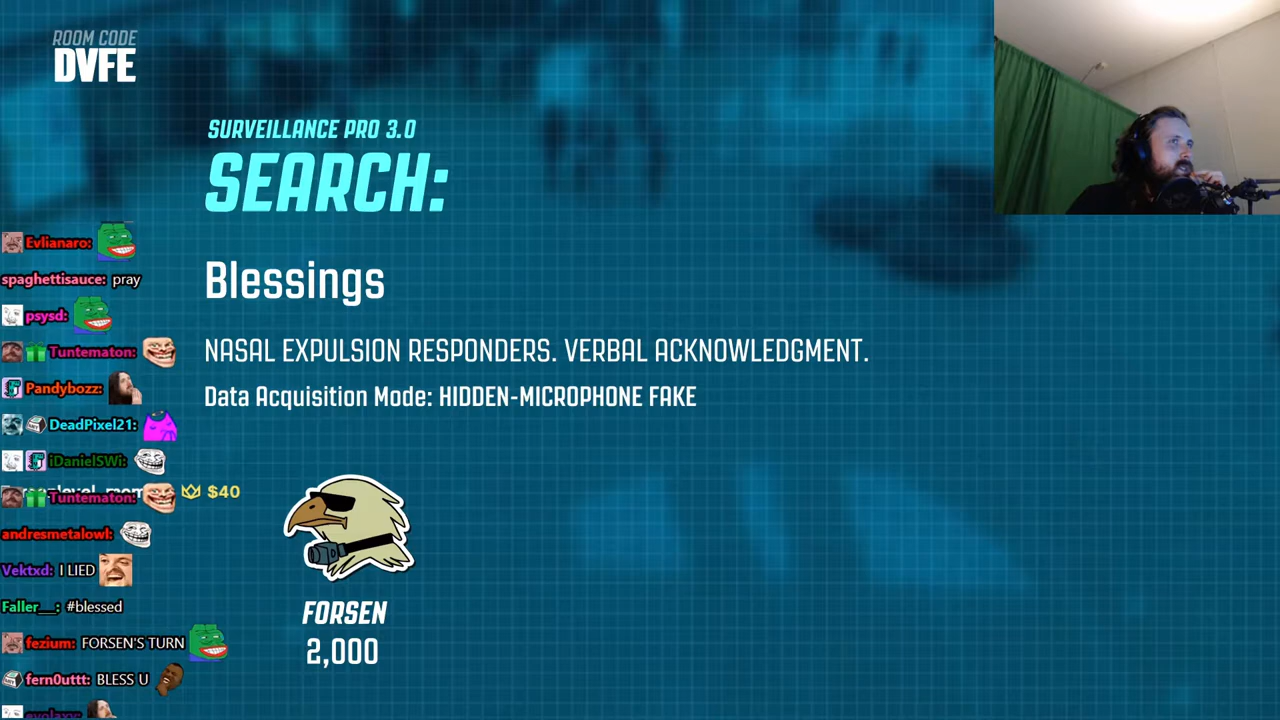 ROOM CODE
DVFE
SURVEILLANCE PRO 3.0
SEARCH:
Blessings
NASAL EXPULSION RESPONDERS. VERBAL ACKNOWLEDGMENT.
Data Acquisition Mode: HIDDEN-MICROPHONE FAKE
Evlianaro:
spaghettisauce: pray
psysd:
Tuntematon:
Pandybozz:
DeadPixel21:
iDanielSWi:
Tuntematon:
$40
andresmetalowl:
Vektxd: I LIED
Faller__: #blessed
fezium: FORSEN'S TURN
fern0uttt: BLESS U
FORSEN
2,000